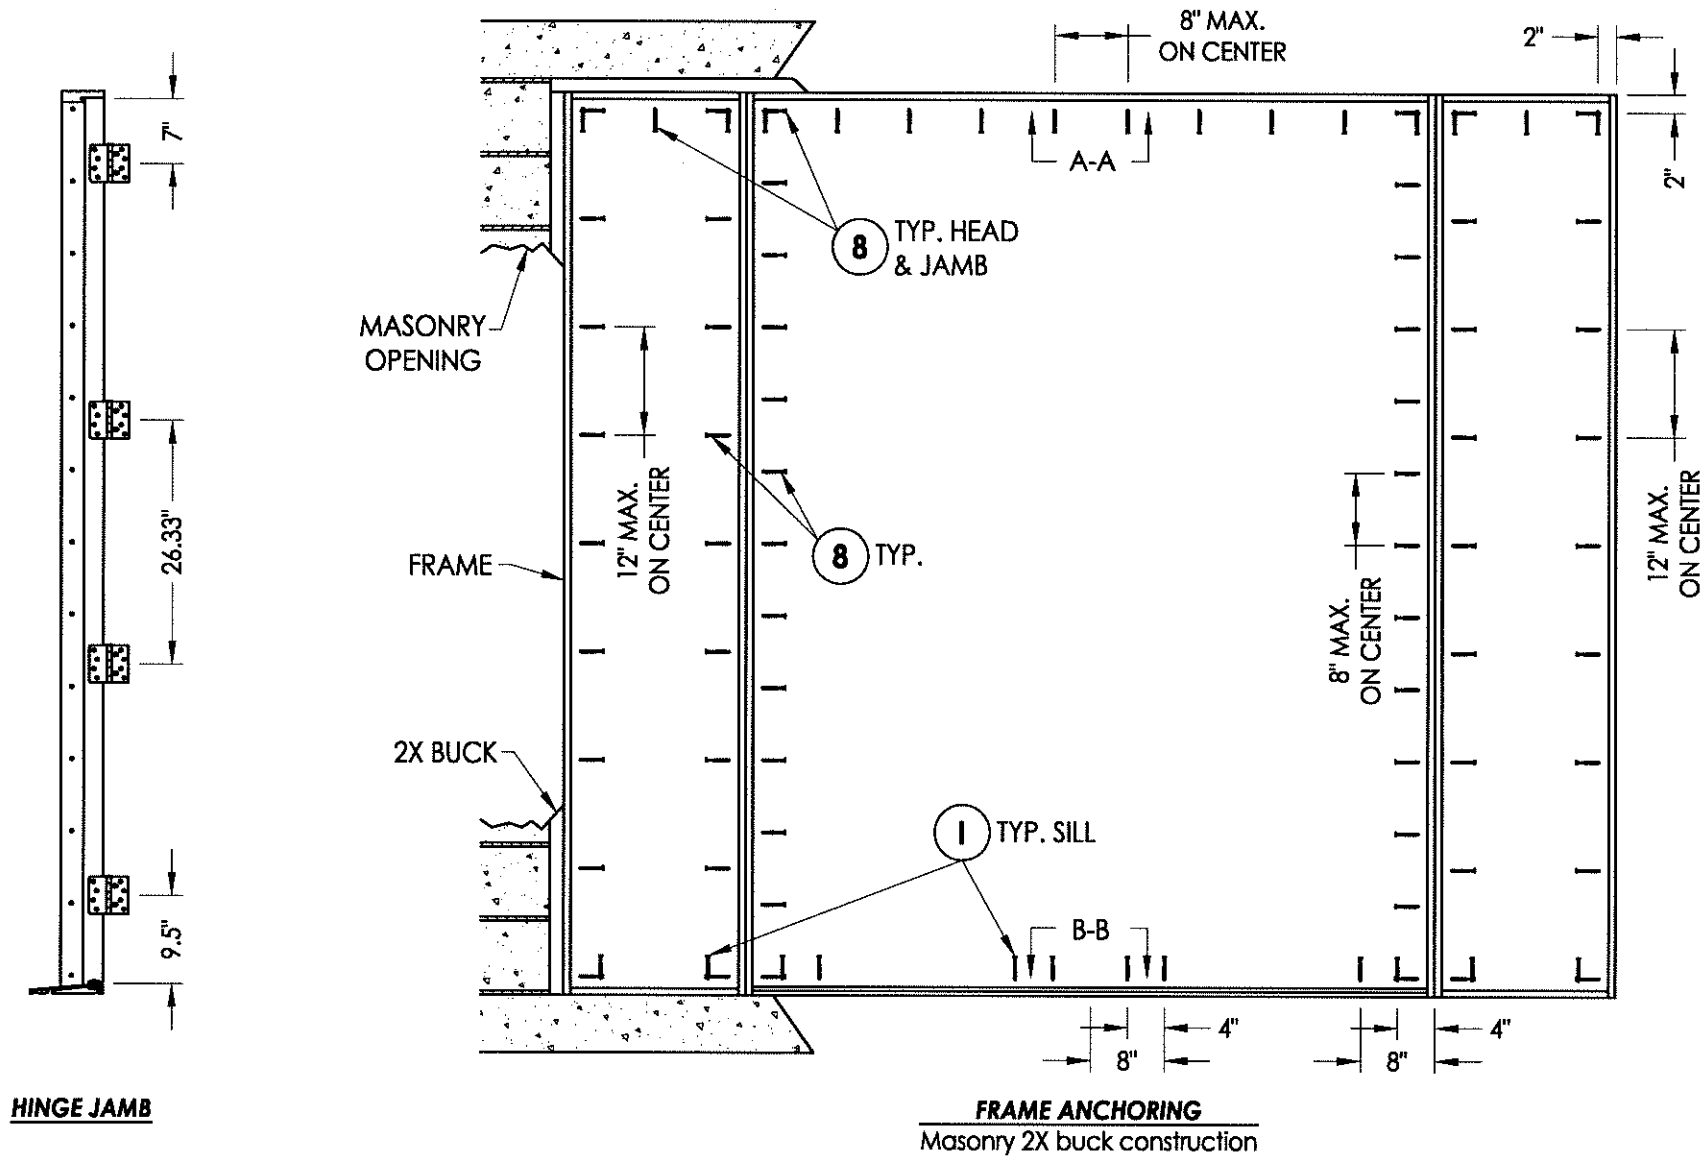 8" MAX.
ON CENTER
2"
7"
2"
A-A
8
TYP. HEAD
& JAMB
MASONRY
OPENING
26.33"
12" MAX.
ON CENTER
12" MAX.
ON CENTER
FRAME
8
TYP.
8" MAX.
ON CENTER
2X BUCK
1
TYP. SILL
9.5"
B-B
4"
4"
8"
8"
HINGE JAMB
FRAME ANCHORING
Masonry 2X buck construction